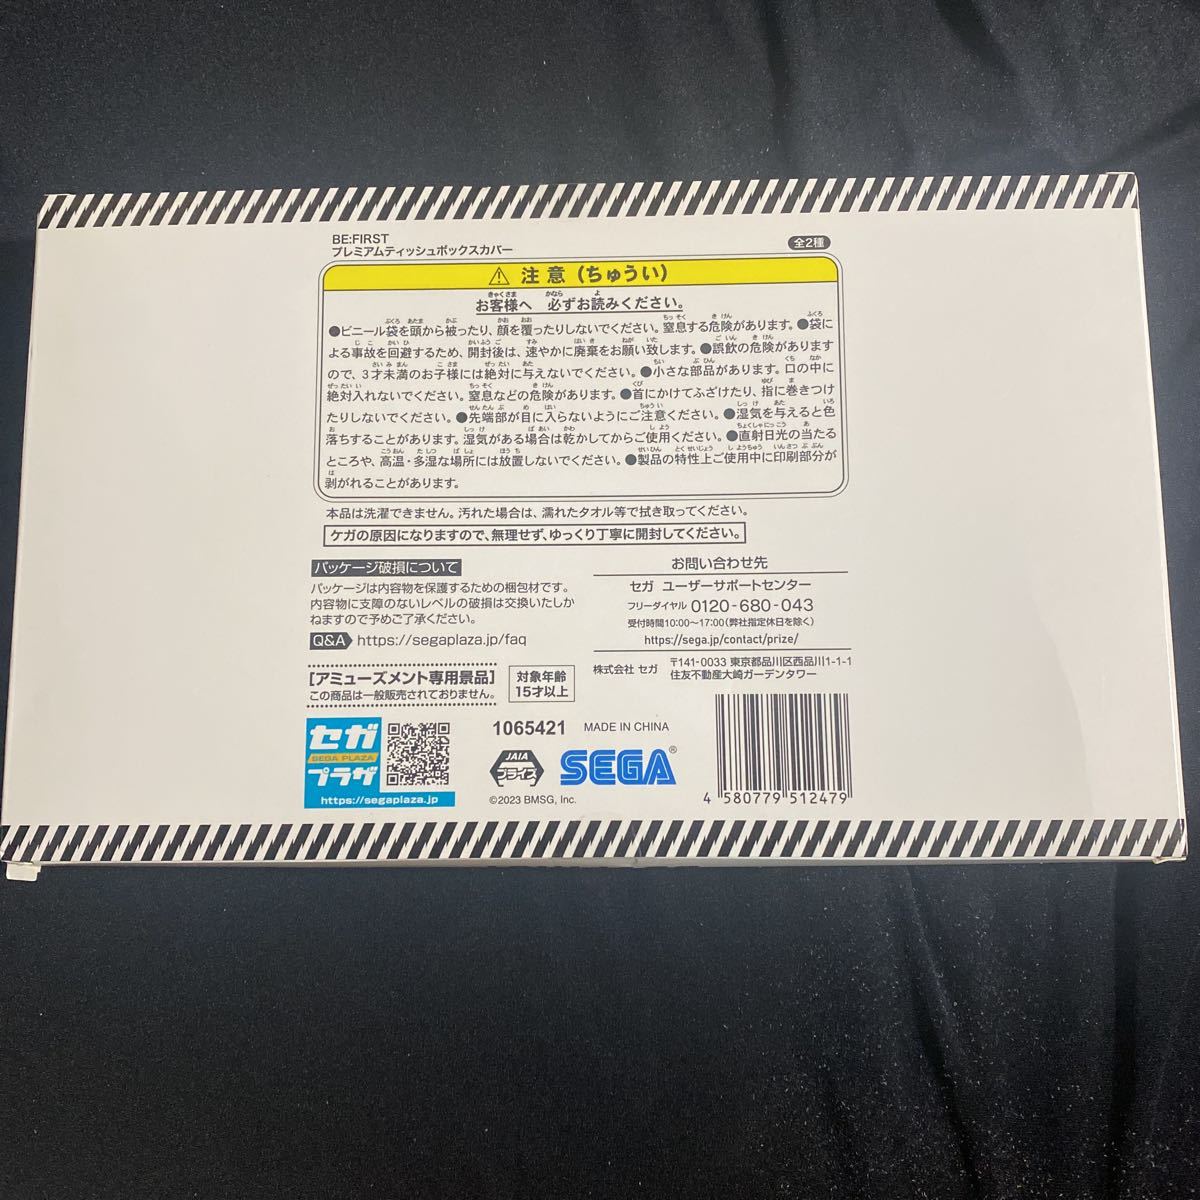 BE:FIRST
プレミアムティッシュボックスカバー
全2種
⚠ 注意(ちゅうい)
お客様へ 必ずお読みください。
●ビニール袋を頭から被ったり、顔を覆ったりしないでください。窒息する危険があります。●袋に
よる事故を回避するため、開封後は、速やかに廃棄をお願い致します。●誤飲の危険があります
ので、3才未満のお子様には絶対に与えないでください。●小さな部品があります。口の中に
絶対入れないでください。窒息などの危険があります。●首にかけてふざけたり、指に巻きつけ
たりしないでください。●先端部が目に入らないようにご注意ください。●湿気を与えると色
落ちすることがあります。湿気がある場合は乾かしてからご使用ください。●直射日光の当たる
ところや、高温・多湿な場所には放置しないでください。●製品の特性上ご使用中に印刷部分が
剥がれることがあります。
本品は洗濯できません。汚れた場合は、濡れたタオル等で拭き取ってください。
ケガの原因になりますので、無理せず、ゆっくり丁寧に開封してください。
パッケージ破損について
パッケージは内容物を保護するための梱包材です。
内容物に支障のないレベルの破損は交換いたしか
ねますので予めご了承ください。
Q&A https://segaplaza.jp/faq
お問い合わせ先
セガ ユーザーサポートセンター
フリーダイヤル 0120-680-043
受付時間10:00~17:00(弊社指定休日を除く)
https://sega.jp/contact/prize/
株式会社 セガ 〒141-0033 東京都品川区西品川1-1-1
住友不動産大崎ガーデンタワー
[アミューズメント専用景品]
この商品は一般販売されておりません。
対象年齢
15才以上
セガ
SEGA PLAZA
プラザ
https://segaplaza.jp
1065421 MADE IN CHINA
JAIA
プライズ
SEGA®
©2023 BMSG, Inc.
4 580779 512479